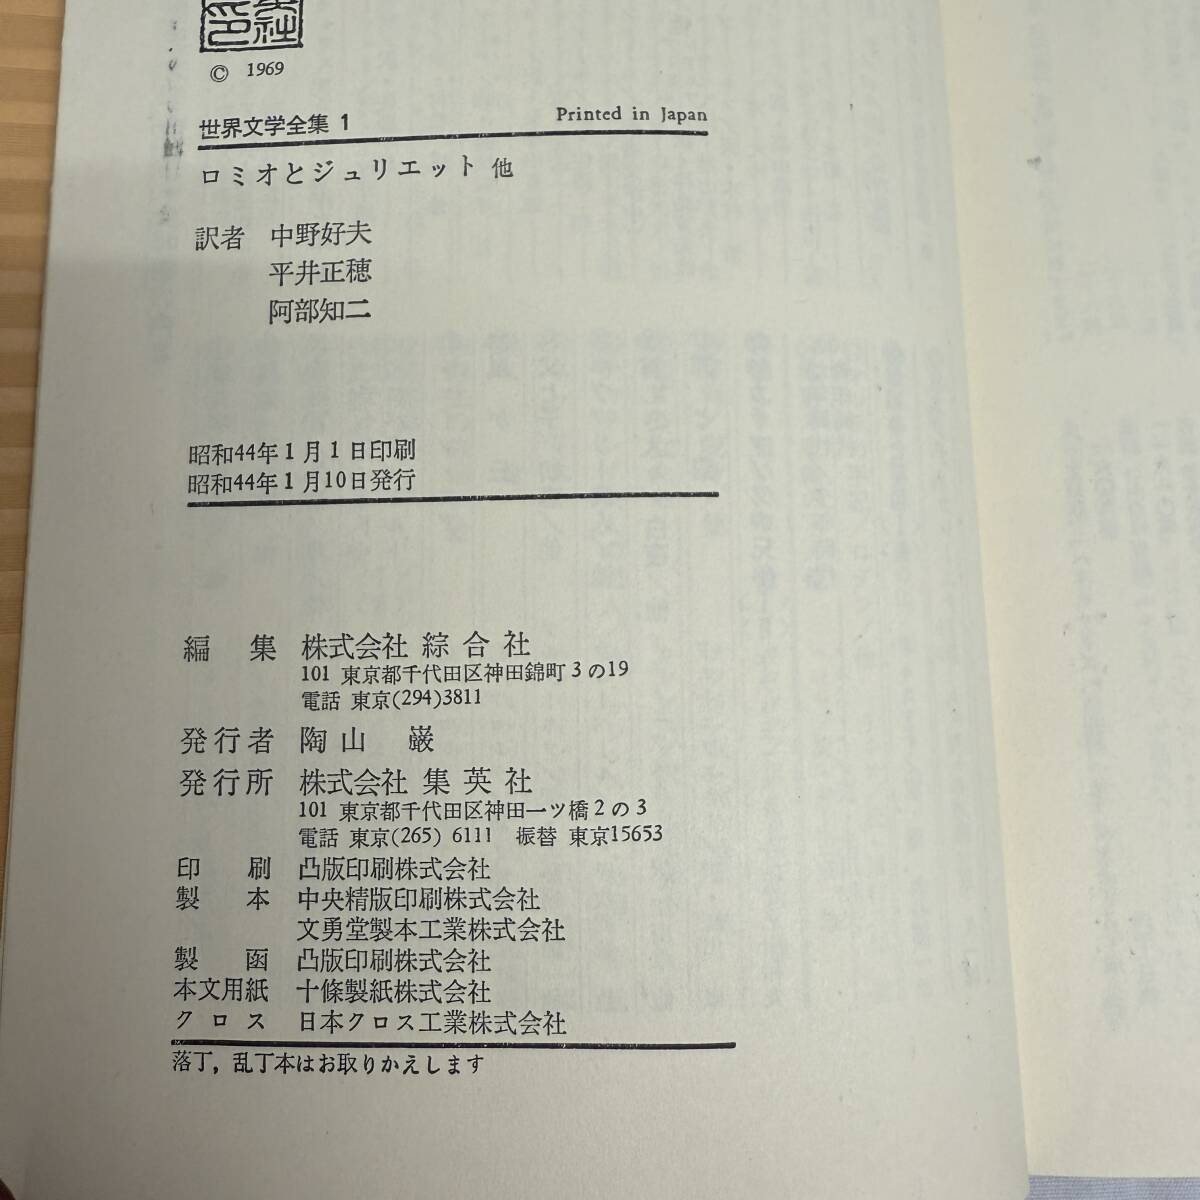 © 1969
世界文学全集 1
Printed in Japan
ロミオとジュリエット 他
訳者 中野好夫
平井正穂
阿部知二
昭和44年1月1日印刷
昭和44年1月10日発行
編集 株式会社 綜合社
101 東京都千代田区神田錦町3の19
電話 東京(294)3811
発行者 陶山 巌
発行所 株式会社 集英社
101 東京都千代田区神田一ツ橋2の3
電話 東京(265) 6111 振替 東京15653
印刷 凸版印刷株式会社
製本 中央精版印刷株式会社
文勇堂製本工業株式会社
製函 凸版印刷株式会社
本文用紙 十條製紙株式会社
クロス 日本クロス工業株式会社
落丁，乱丁本はお取りかえします